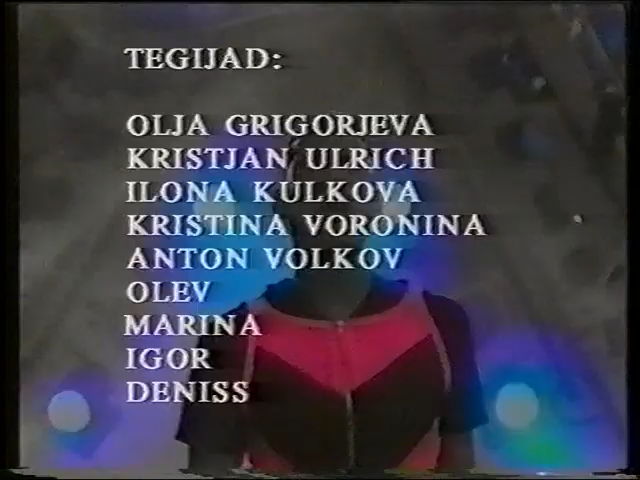 TEGIJAD:
OLJA GRIGORJEVA
KRISTJAN ULRICH
ILONA KULKOVA
KRISTINA VORONINA
ANTON VOLKOV
OLEV
MARINA
IGOR
DENISS